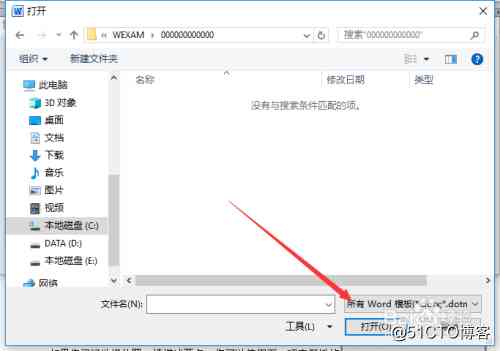 打开
WEXAM
000000000000
搜索"000000000000"
组织
新建文件夹
名称
修改日期
类型
此电脑
3D 对象
桌面
文档
下载
音乐
图片
视频
本地磁盘 (C:)
DATA (D:)
本地磁盘 (E:)
网络
没有与搜索条件匹配的项。
文件名(N):
所有 Word 模板(*.dotx;*.dotm
工具(L)
打开(O)
@51CTO博客